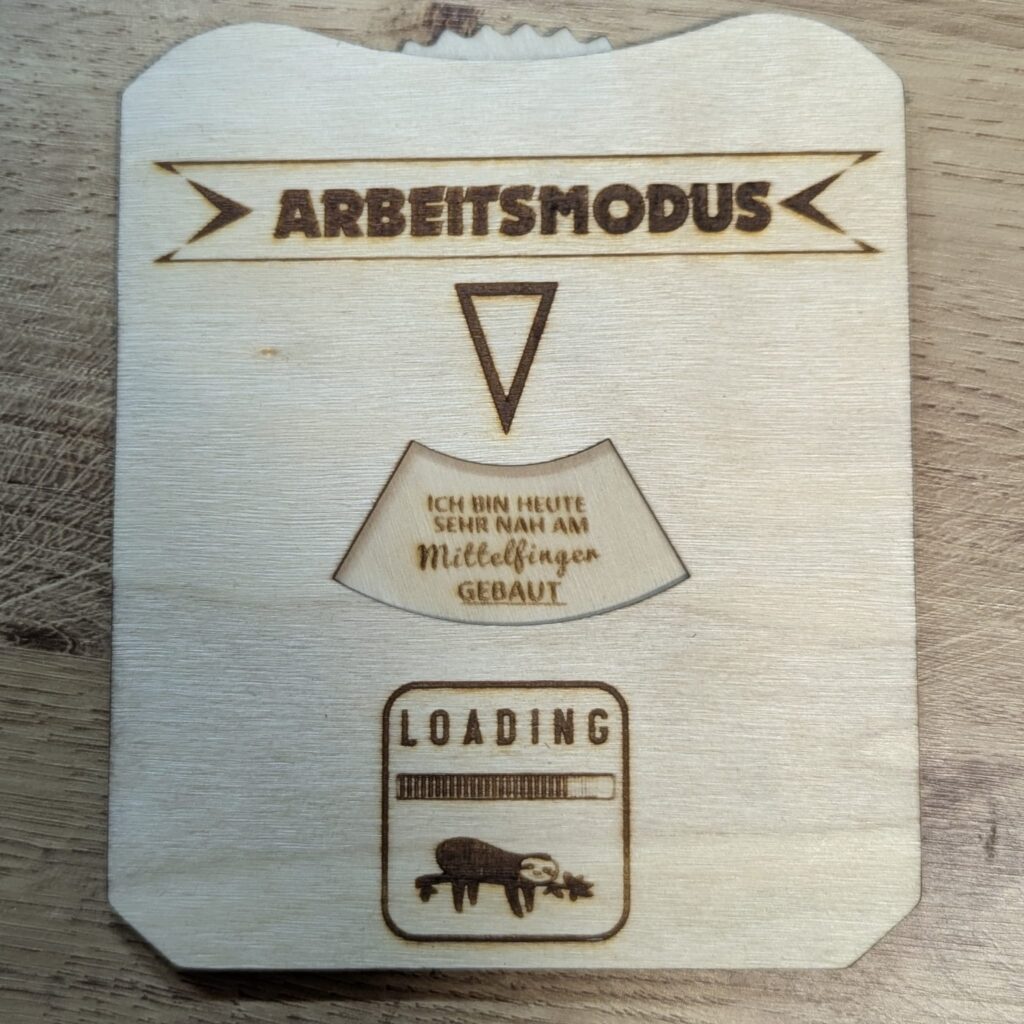 ARBEITSMODUS
ICH BIN HEUTE
SEHR NAH AM
Mittelfinger
GEBAUT
LOADING